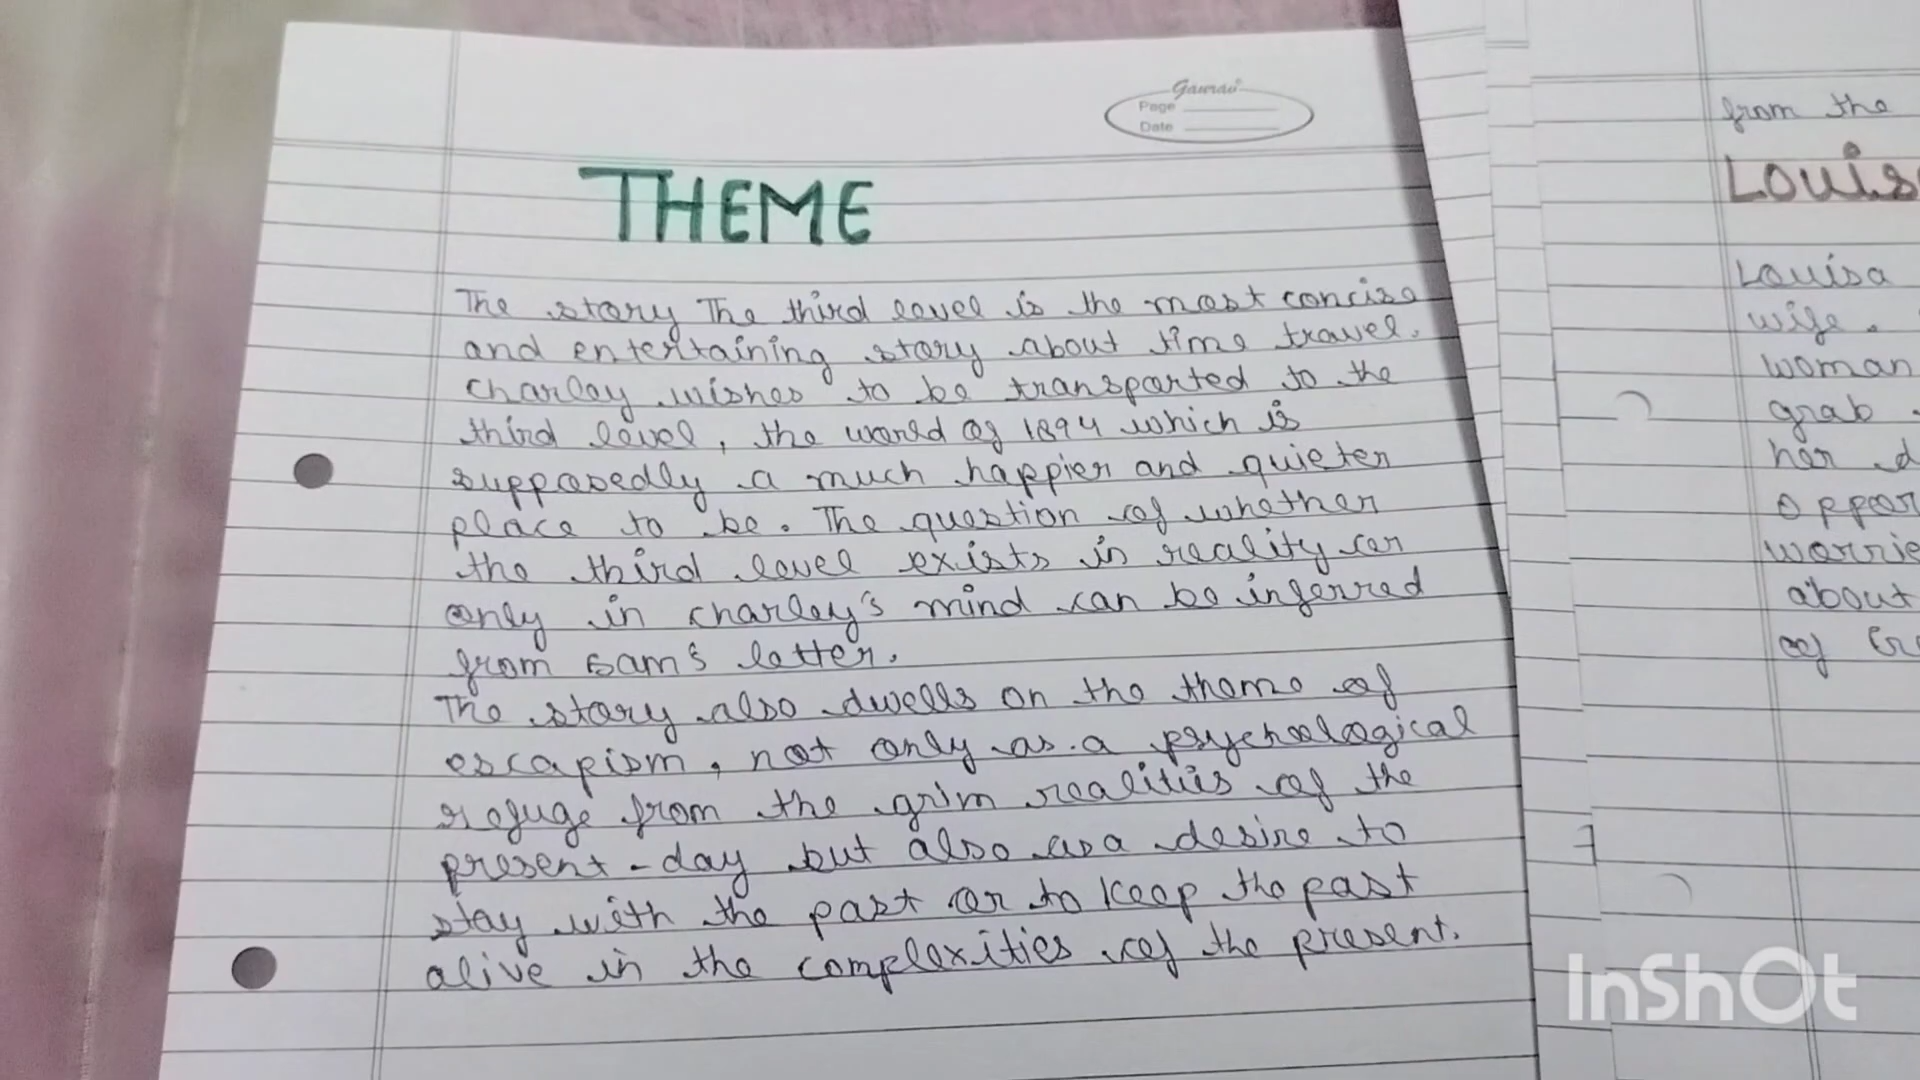 Gaurav
Page
Date
THEME
The story The third level is the most concise
and entertaining story about time travel.
Charley wishes to be transported to the
third level, the world of 1894 which is
supposedly a much happier and quieter
place to be. The question of whether
the third level exists in reality or
only in charley's mind can be inferred
from Sam's letter.
The story also dwells on the theme of
escapism, not only as a psychological
refuge from the grim realities of the
present-day but also as a desire to
stay with the past or to keep the past
alive in the complexities of the present.
from the
LOUIS
Louisa
wife.
woman
grab
her d
oppor
worrie
about
of
InShOt